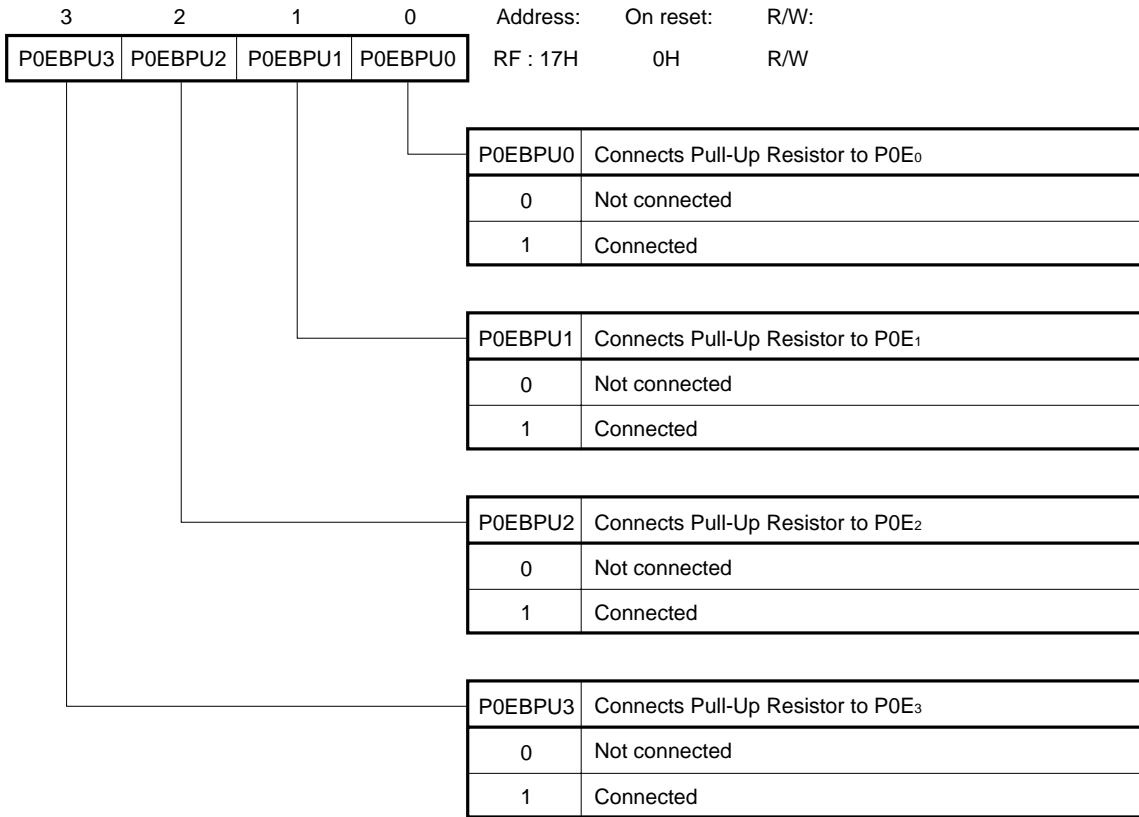 3 2 1 0 Address: On reset: R/W:
P0EBPU3 P0EBPU2 P0EBPU1 P0EBPU0 RF : 17H 0H R/W
P0EBPU0 Connects Pull-Up Resistor to P0E₀
0 Not connected
1 Connected
P0EBPU1 Connects Pull-Up Resistor to P0E₁
0 Not connected
1 Connected
P0EBPU2 Connects Pull-Up Resistor to P0E₂
0 Not connected
1 Connected
P0EBPU3 Connects Pull-Up Resistor to P0E₃
0 Not connected
1 Connected